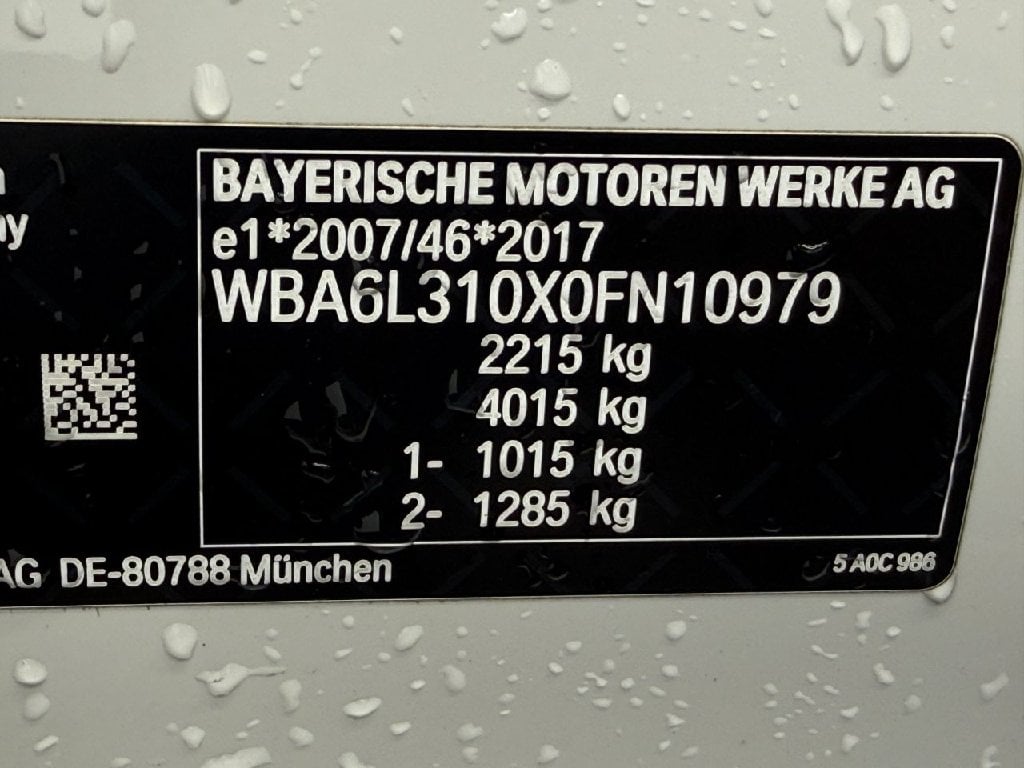 BAYERISCHE MOTOREN WERKE AG
e1*2007/46*2017
WBA6L310X0FN10979
2215 kg
4015 kg
1- 1015 kg
2- 1285 kg
AG DE-80788 München
5 A0C 986